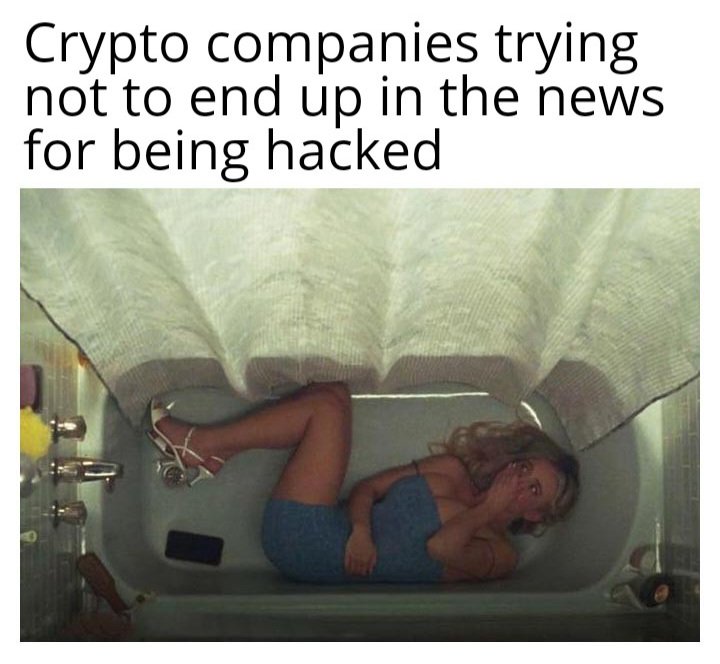 Crypto companies trying
not to end up in the news
for being hacked